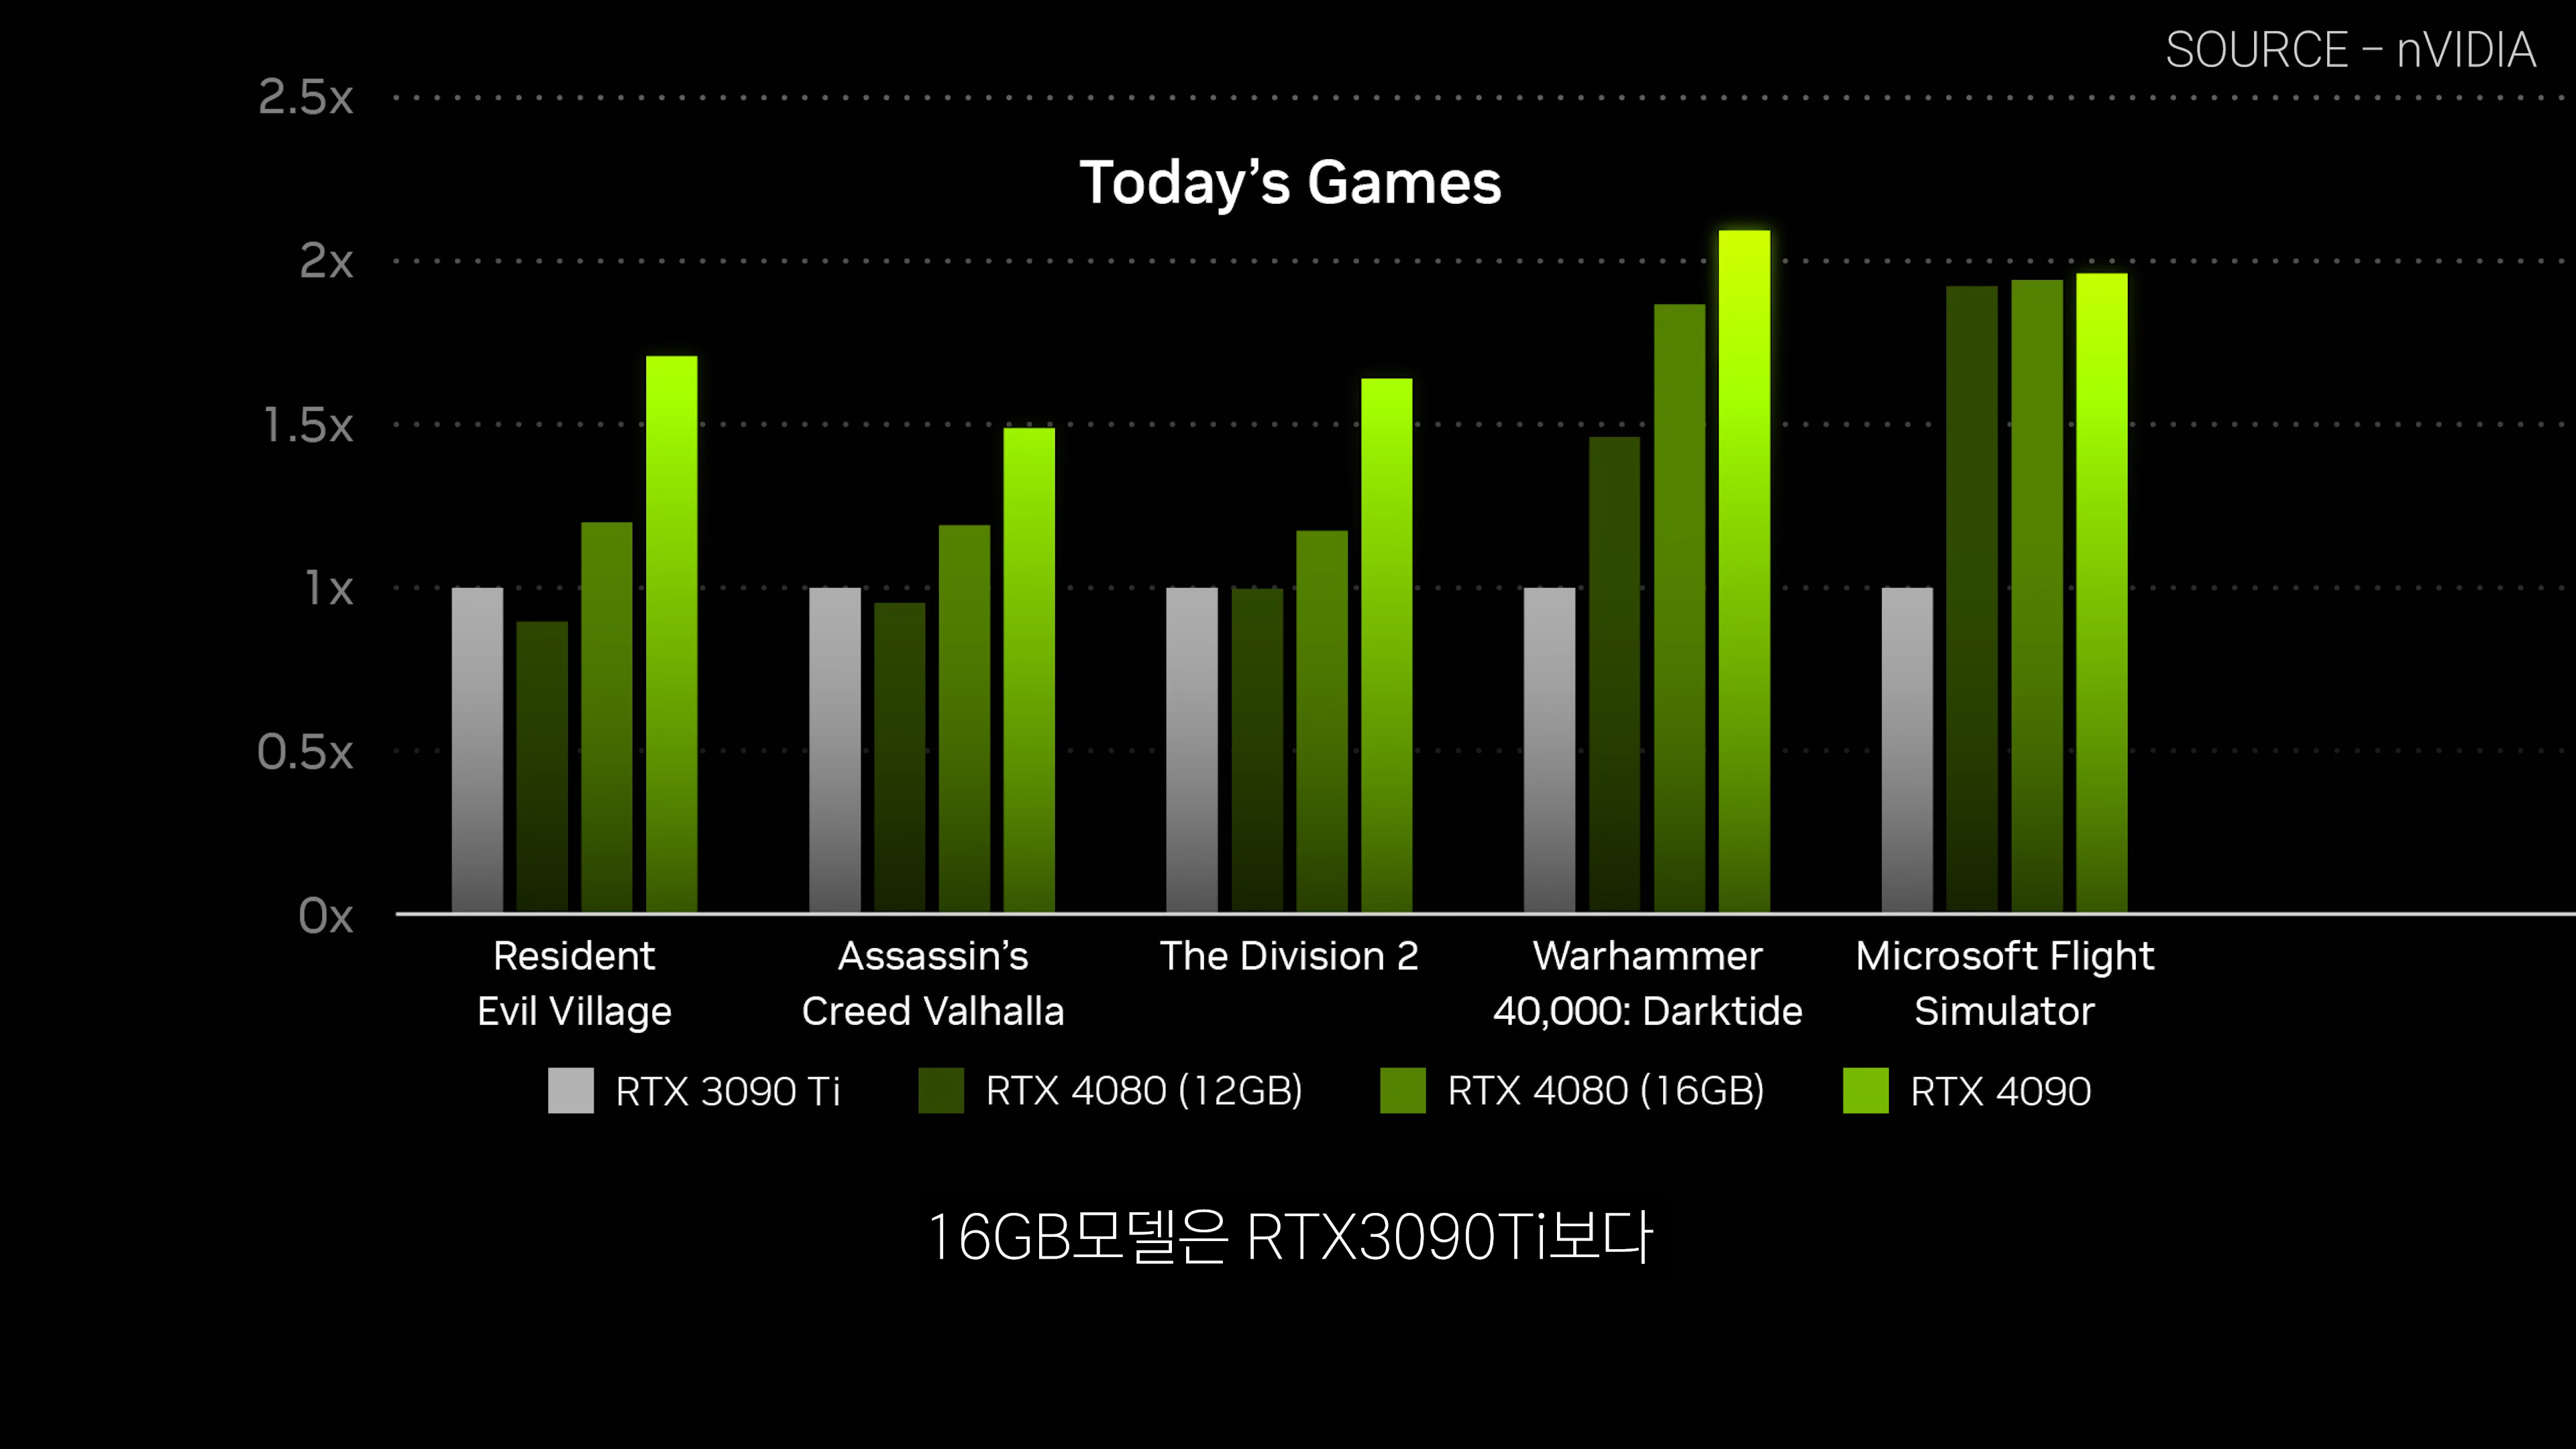 SOURCE – nVIDIA
2.5x
Today’s Games
2x
1.5x
1x
0.5x
0x
Resident
Evil Village
Assassin’s
Creed Valhalla
The Division 2
Warhammer
40,000: Darktide
Microsoft Flight
Simulator
RTX 3090 Ti
RTX 4080 (12GB)
RTX 4080 (16GB)
RTX 4090
16GB모델은 RTX3090Ti보다